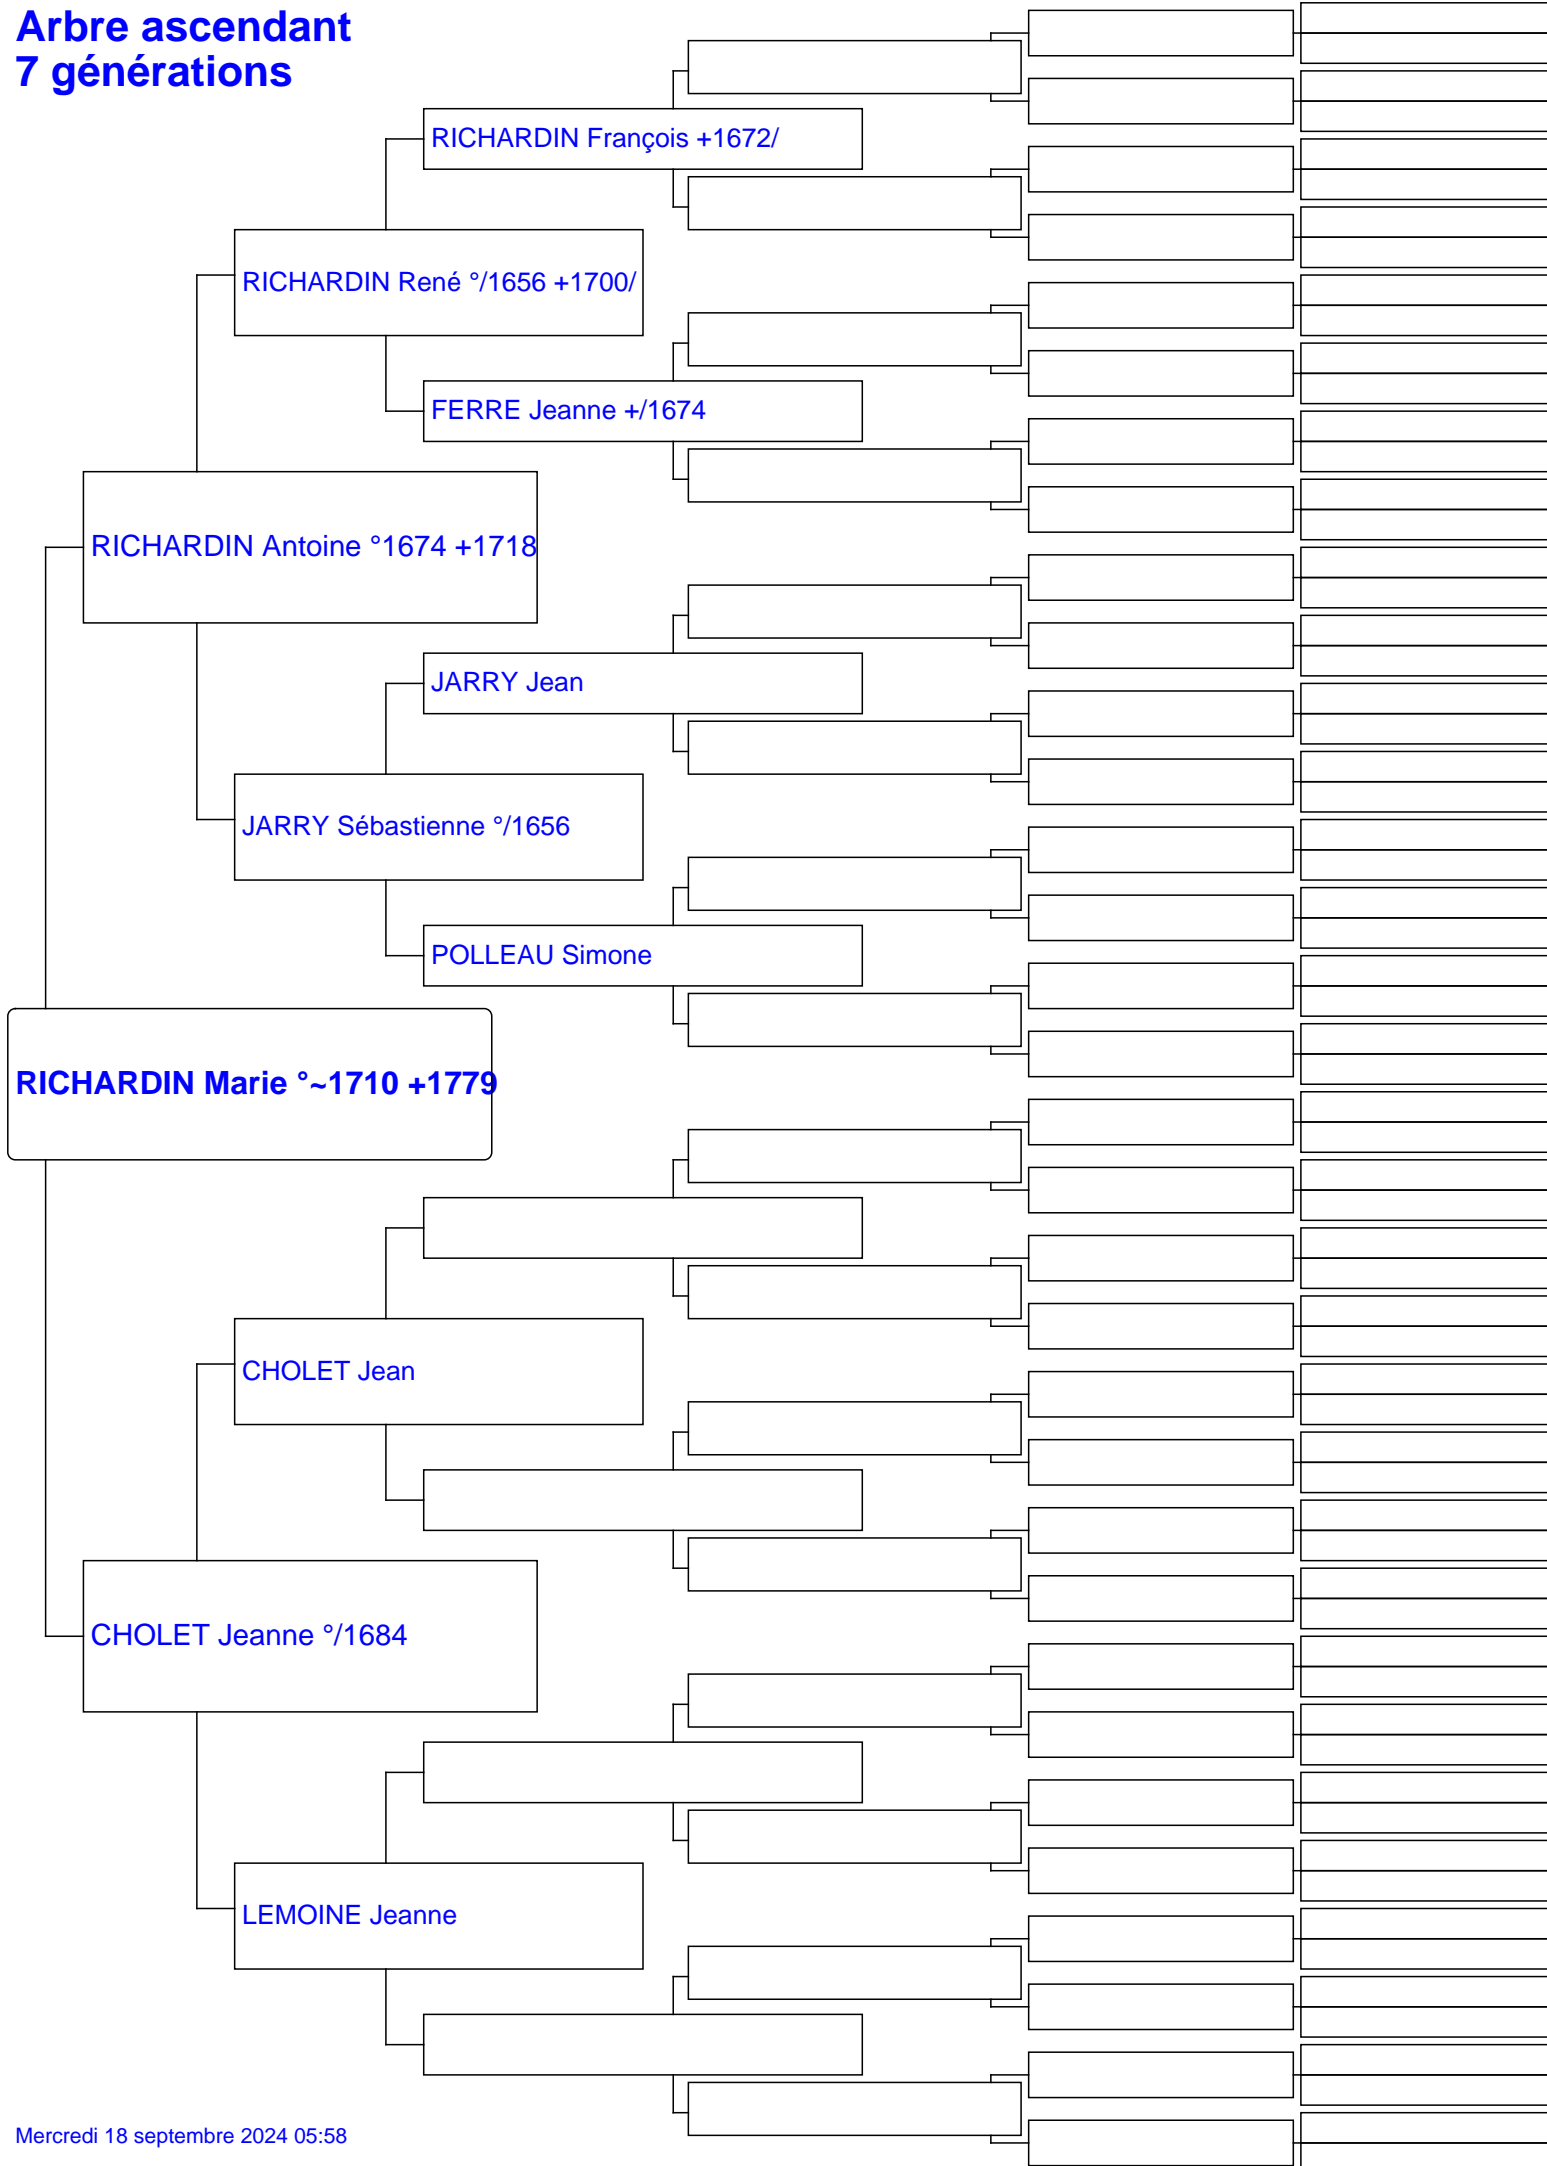 Arbre ascendant
7 générations
RICHARDIN François +1672/
RICHARDIN René °/1656 +1700/
FERRE Jeanne +/1674
RICHARDIN Antoine °1674 +1718
JARRY Jean
JARRY Sébastienne °/1656
POLLEAU Simone
RICHARDIN Marie °~1710 +1779
CHOLET Jean
CHOLET Jeanne °/1684
LEMOINE Jeanne
Mercredi 18 septembre 2024 05:58